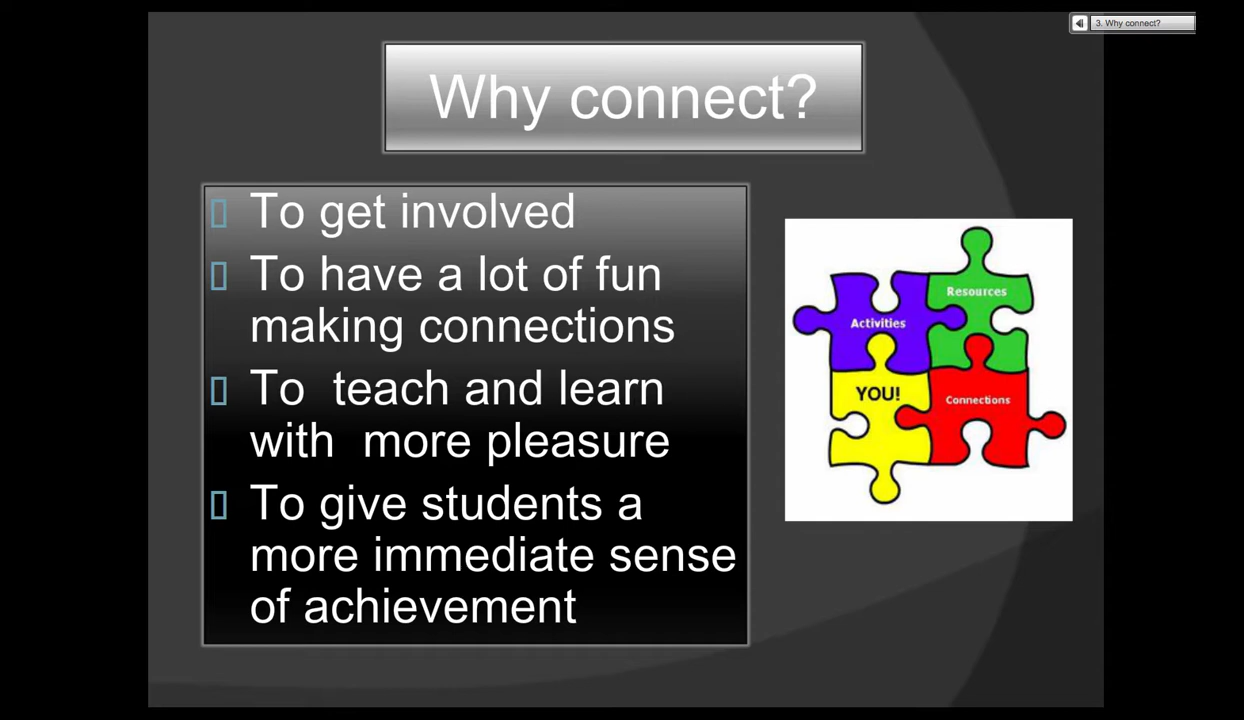 3. Why connect?
Why connect?
To get involved
To have a lot of fun
making connections
To teach and learn
with more pleasure
To give students a
more immediate sense
of achievement
Resources
Activities
YOU!
Connections